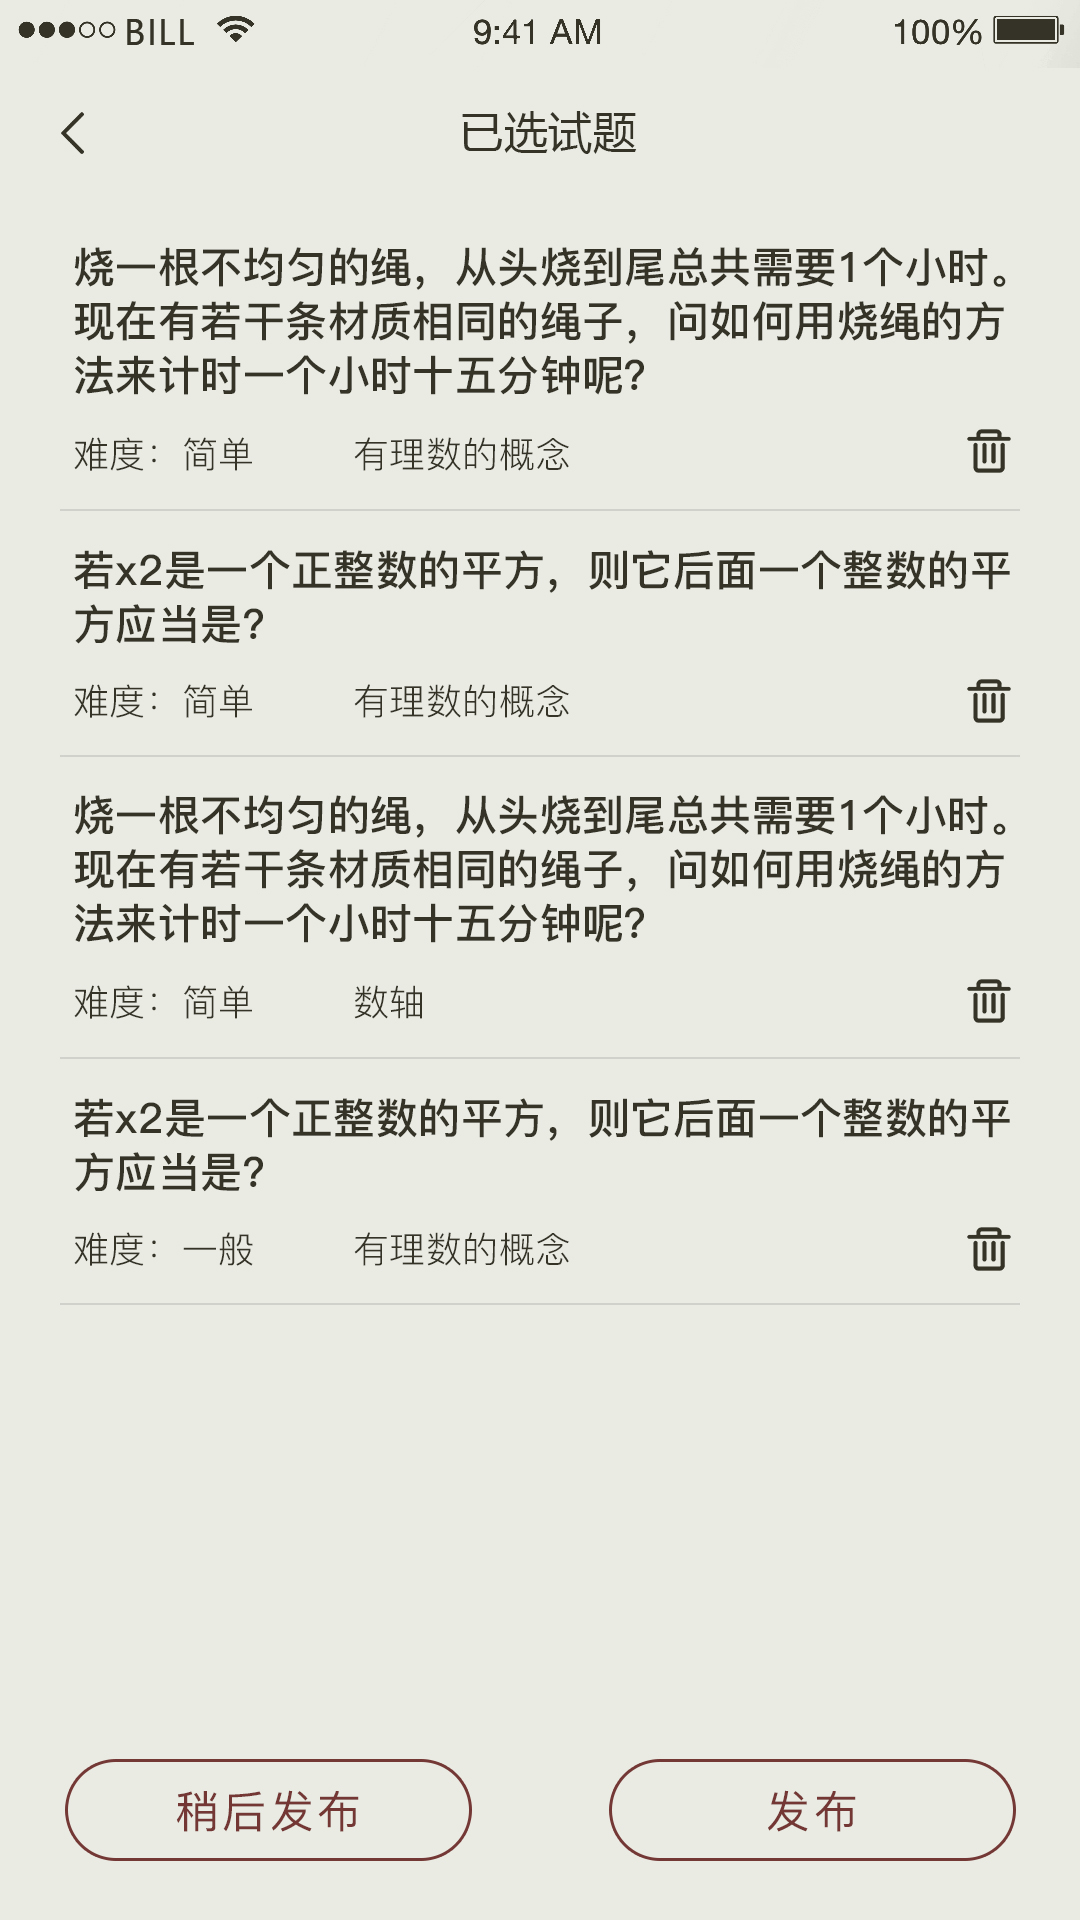 BILL 9:41 AM 100%
已选试题
烧一根不均匀的绳，从头烧到尾总共需要1个小时。
现在有若干条材质相同的绳子，问如何用烧绳的方
法来计时一个小时十五分钟呢?
难度：简单 有理数的概念
若x2是一个正整数的平方，则它后面一个整数的平
方应当是?
难度：简单 有理数的概念
烧一根不均匀的绳，从头烧到尾总共需要1个小时。
现在有若干条材质相同的绳子，问如何用烧绳的方
法来计时一个小时十五分钟呢?
难度：简单 数轴
若x2是一个正整数的平方，则它后面一个整数的平
方应当是?
难度：一般 有理数的概念
稍后发布 发布